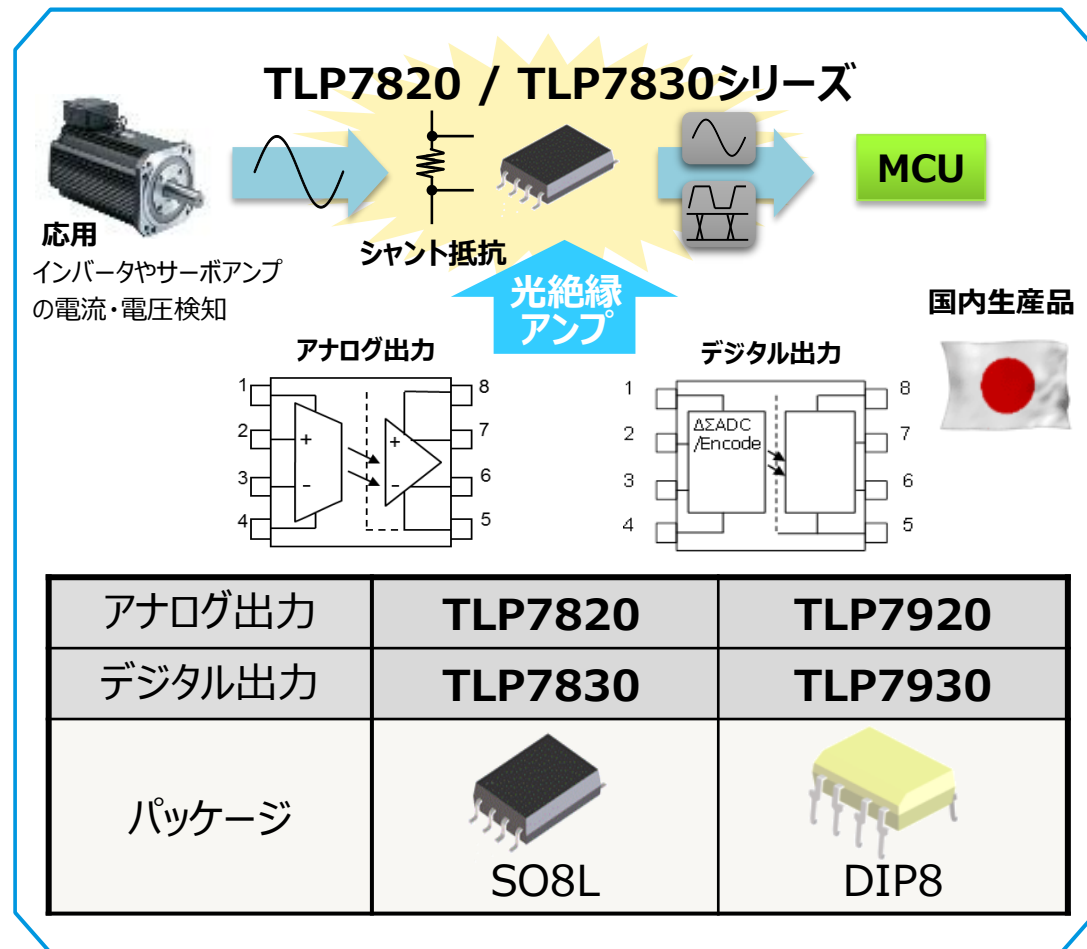 TLP7820 / TLP7830シリーズ
MCU
応用
インバータやサーボアンプ
の電流・電圧検知
シャント抵抗
光絶縁
アンプ
国内生産品
アナログ出力
1
2
3
4
8
7
6
5
+
-
+
-
デジタル出力
1
2
3
4
8
7
6
5
ΔΣADC
/Encode
アナログ出力 TLP7820 TLP7920
デジタル出力 TLP7830 TLP7930
パッケージ
SO8L DIP8